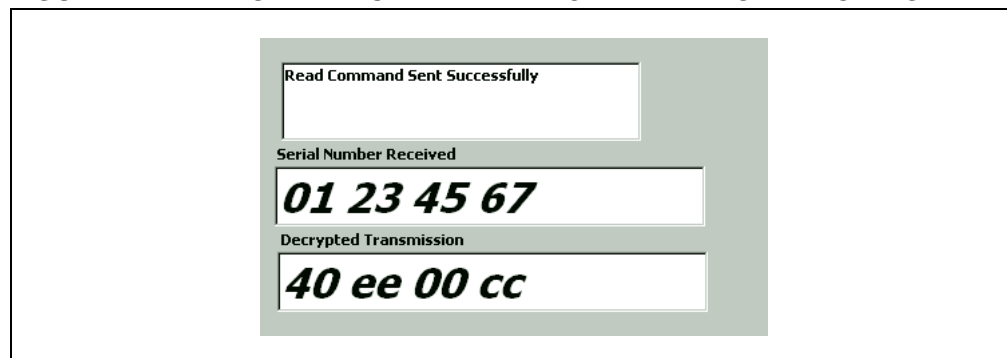 Read Command Sent Successfully
Serial Number Received
01 23 45 67
Decrypted Transmission
40 ee 00 cc